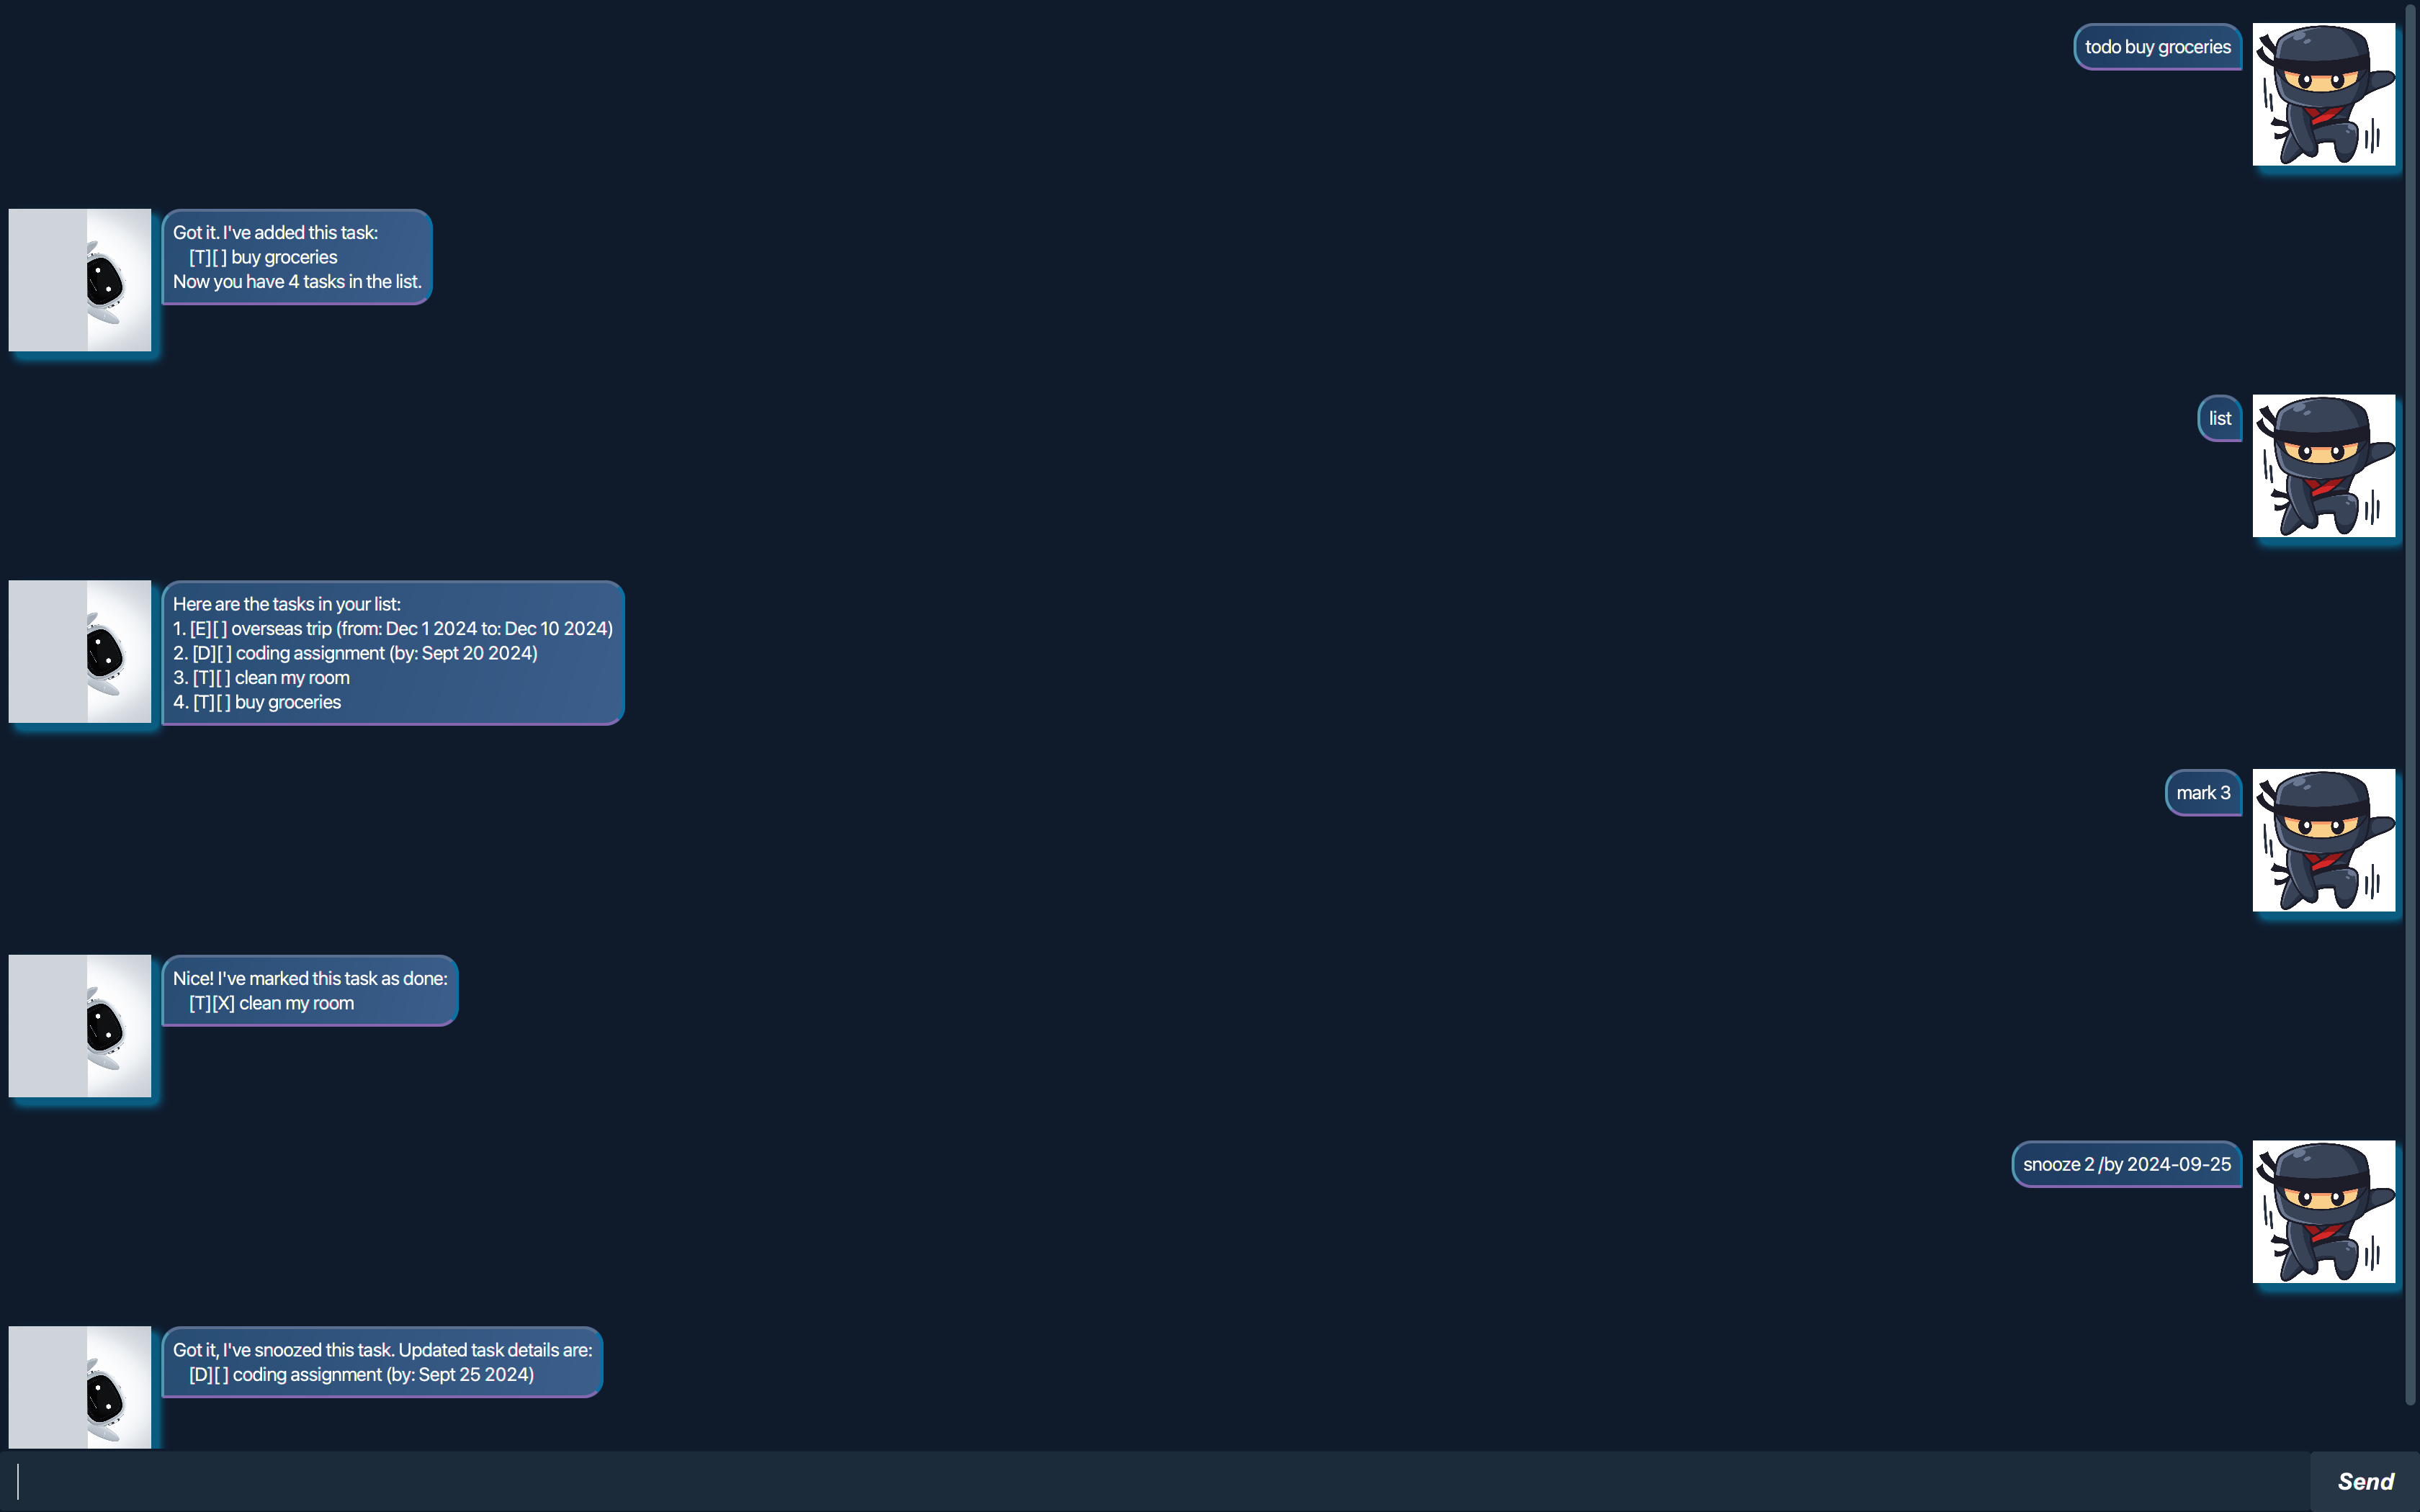 todo buy groceries
Got it. I've added this task:
[T][ ] buy groceries
Now you have 4 tasks in the list.
list
Here are the tasks in your list:
1. [E][ ] overseas trip (from: Dec 1 2024 to: Dec 10 2024)
2. [D][ ] coding assignment (by: Sept 20 2024)
3. [T][ ] clean my room
4. [T][ ] buy groceries
mark 3
Nice! I've marked this task as done:
[T][X] clean my room
snooze 2 /by 2024-09-25
Got it, I've snoozed this task. Updated task details are:
[D][ ] coding assignment (by: Sept 25 2024)
Send